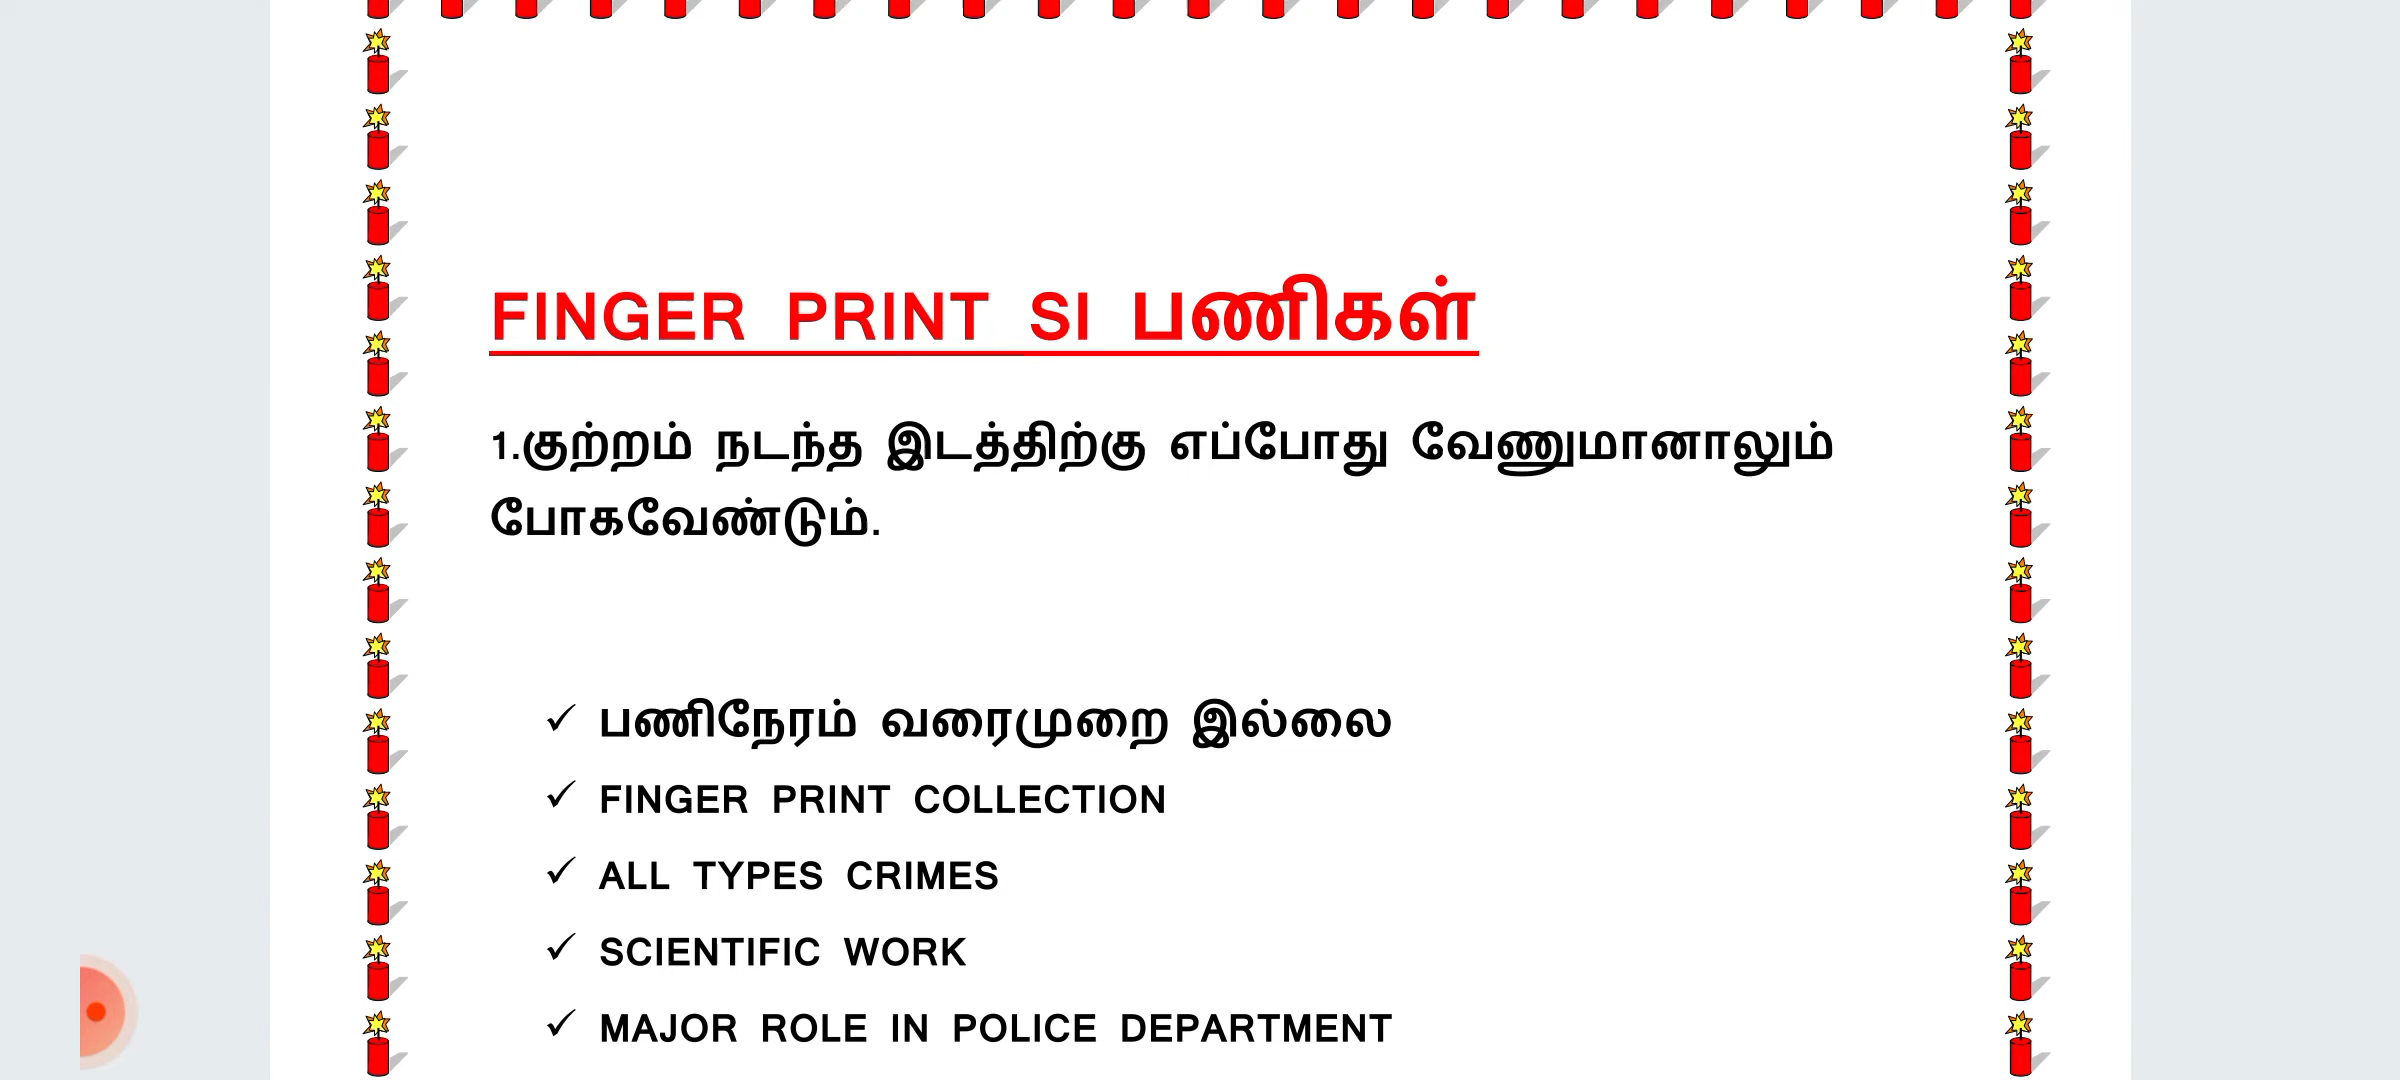 FINGER PRINT SI பணிகள்
1.குற்றம் நடந்த இடத்திற்கு எப்போது வேணுமானாலும்
போகவேண்டும்.
✓ பணிநேரம் வரைமுறை இல்லை
✓ FINGER PRINT COLLECTION
✓ ALL TYPES CRIMES
✓ SCIENTIFIC WORK
✓ MAJOR ROLE IN POLICE DEPARTMENT